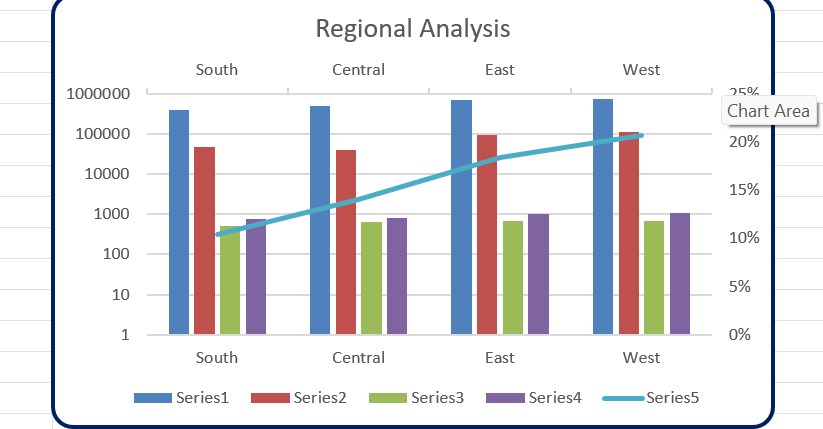 Regional Analysis
South Central East West
1000000 25%
Chart Area
100000 20%
10000 15%
1000 10%
100
10 5%
1 0%
South Central East West
Series1 Series2 Series3 Series4 Series5